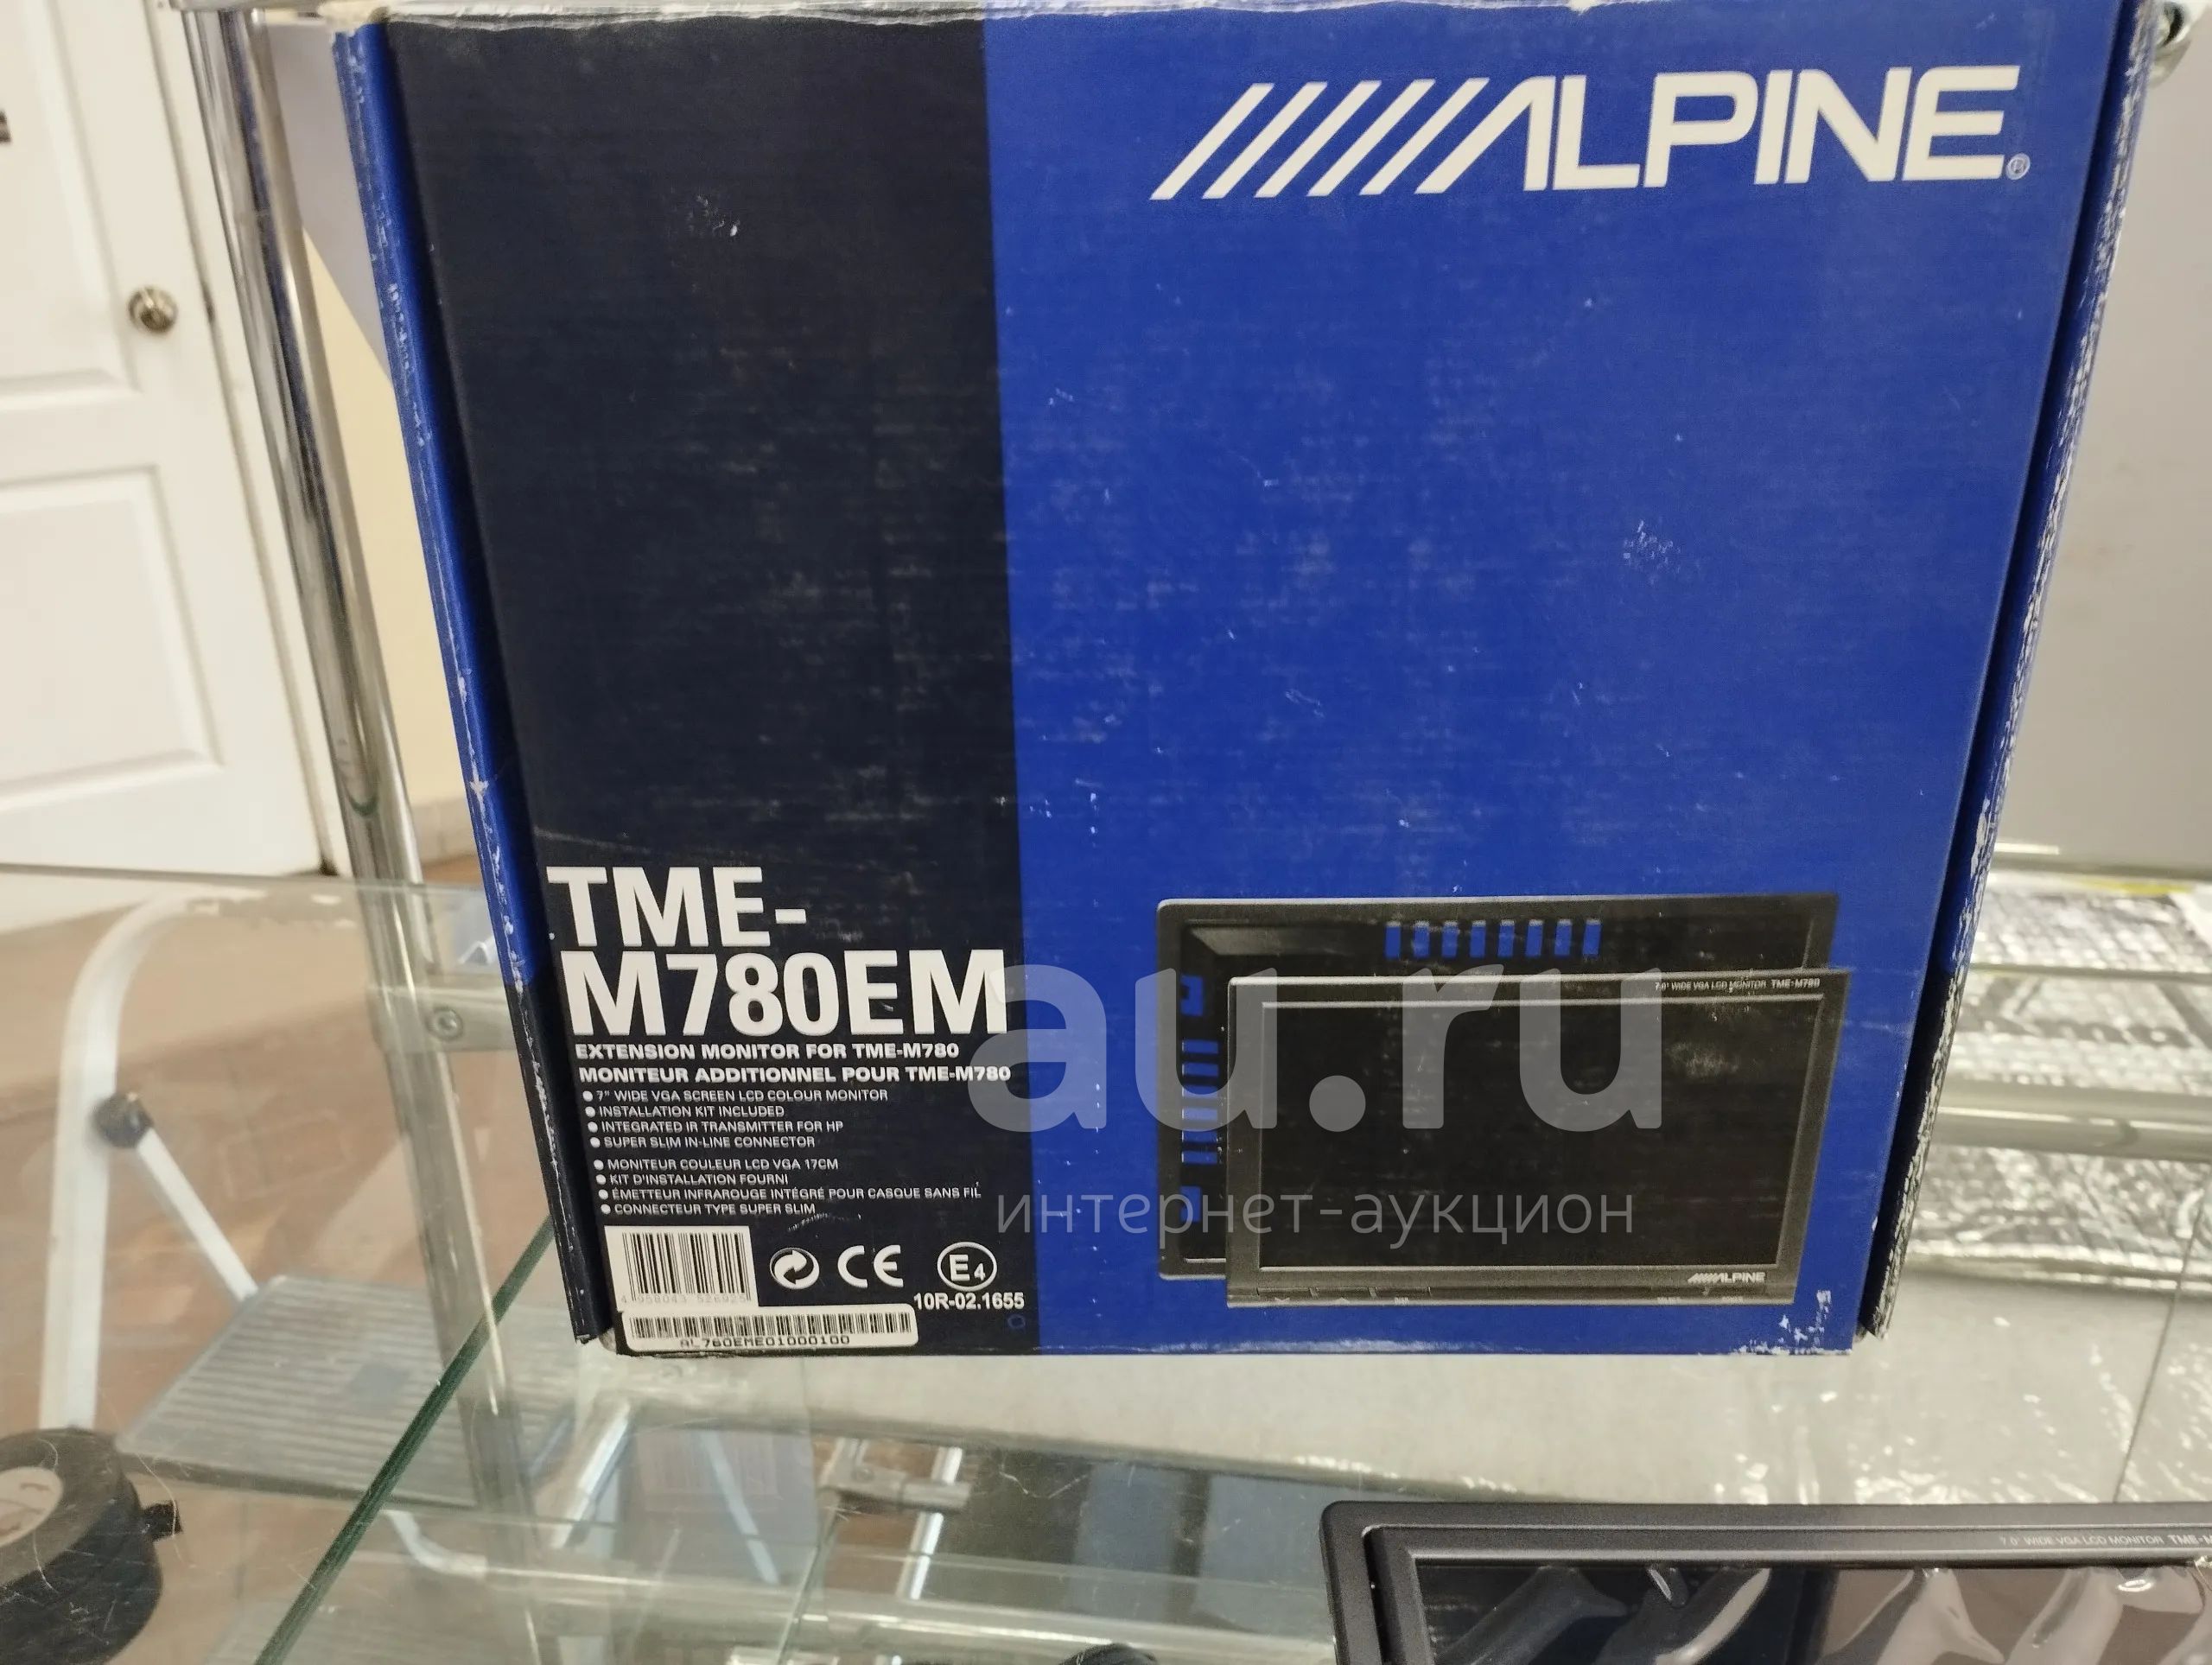 ALPINE®
TME-
M780EM
EXTENSION MONITOR FOR TME-M780
MONITEUR ADDITIONNEL POUR TME-M780
• 7" WIDE VGA SCREEN LCD COLOUR MONITOR
• INSTALLATION KIT INCLUDED
• INTEGRATED IR TRANSMITTER FOR HP
• SUPER SLIM IN-LINE CONNECTOR
• MONITEUR COULEUR LCD VGA 17CM
• KIT D'INSTALLATION FOURNI
• ÉMETTEUR INFRAROUGE INTÉGRÉ POUR CASQUE SANS FIL
• CONNECTEUR TYPE SUPER SLIM
CE E4
10R-02.1655
AL780EME01000100
7.0" WIDE VGA LCD MONITOR TME-M780
ALPINE
au.ru
интернет-аукцион
7.0" WIDE VGA LCD MONITOR TME-M